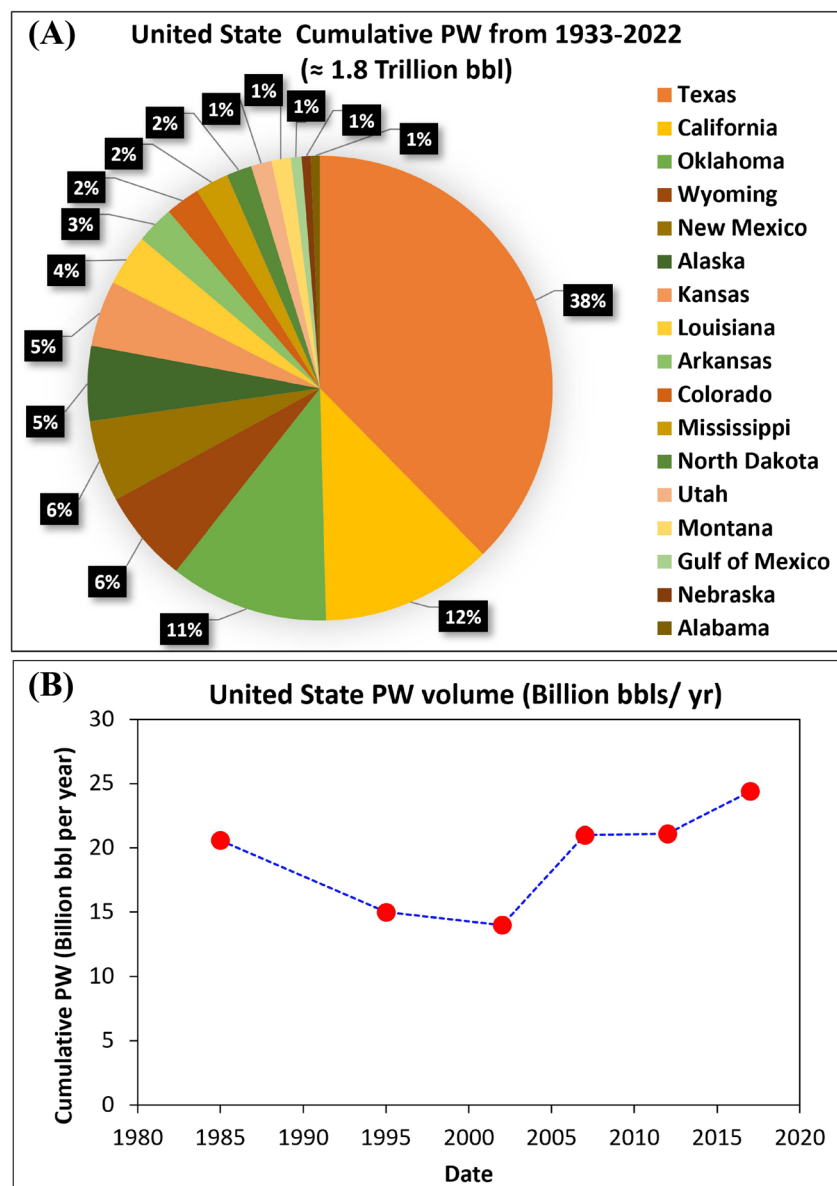 (A)
United State Cumulative PW from 1933-2022
(≈ 1.8 Trillion bbl)
38%
12%
11%
6%
6%
5%
5%
4%
3%
2%
2%
2%
1%
1%
1%
1%
1%
Texas
California
Oklahoma
Wyoming
New Mexico
Alaska
Kansas
Louisiana
Arkansas
Colorado
Mississippi
North Dakota
Utah
Montana
Gulf of Mexico
Nebraska
Alabama
(B)
United State PW volume (Billion bbls/ yr)
Cumulative PW (Billion bbl per year)
30
25
20
15
10
5
0
1980 1985 1990 1995 2000 2005 2010 2015 2020
Date